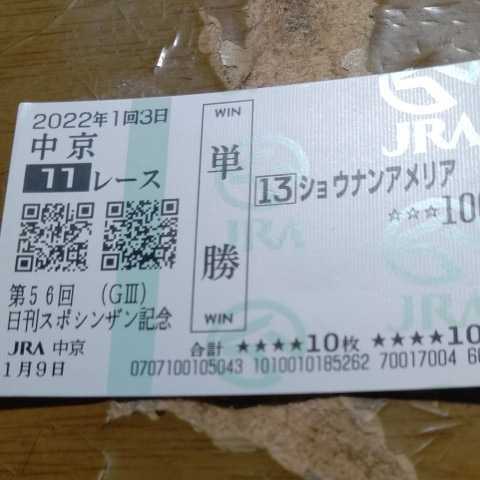 2022年1回3日
中京
11レース
第56回 (GⅢ)
日刊スポシンザン記念
JRA 中京
1月9日
WIN
単勝
WIN
JRA
13 ショウナンアメリア
☆☆☆100
JRA
合計 ★★★★10枚 ★★★★10
0707100105043 1010010185262 70017004 6